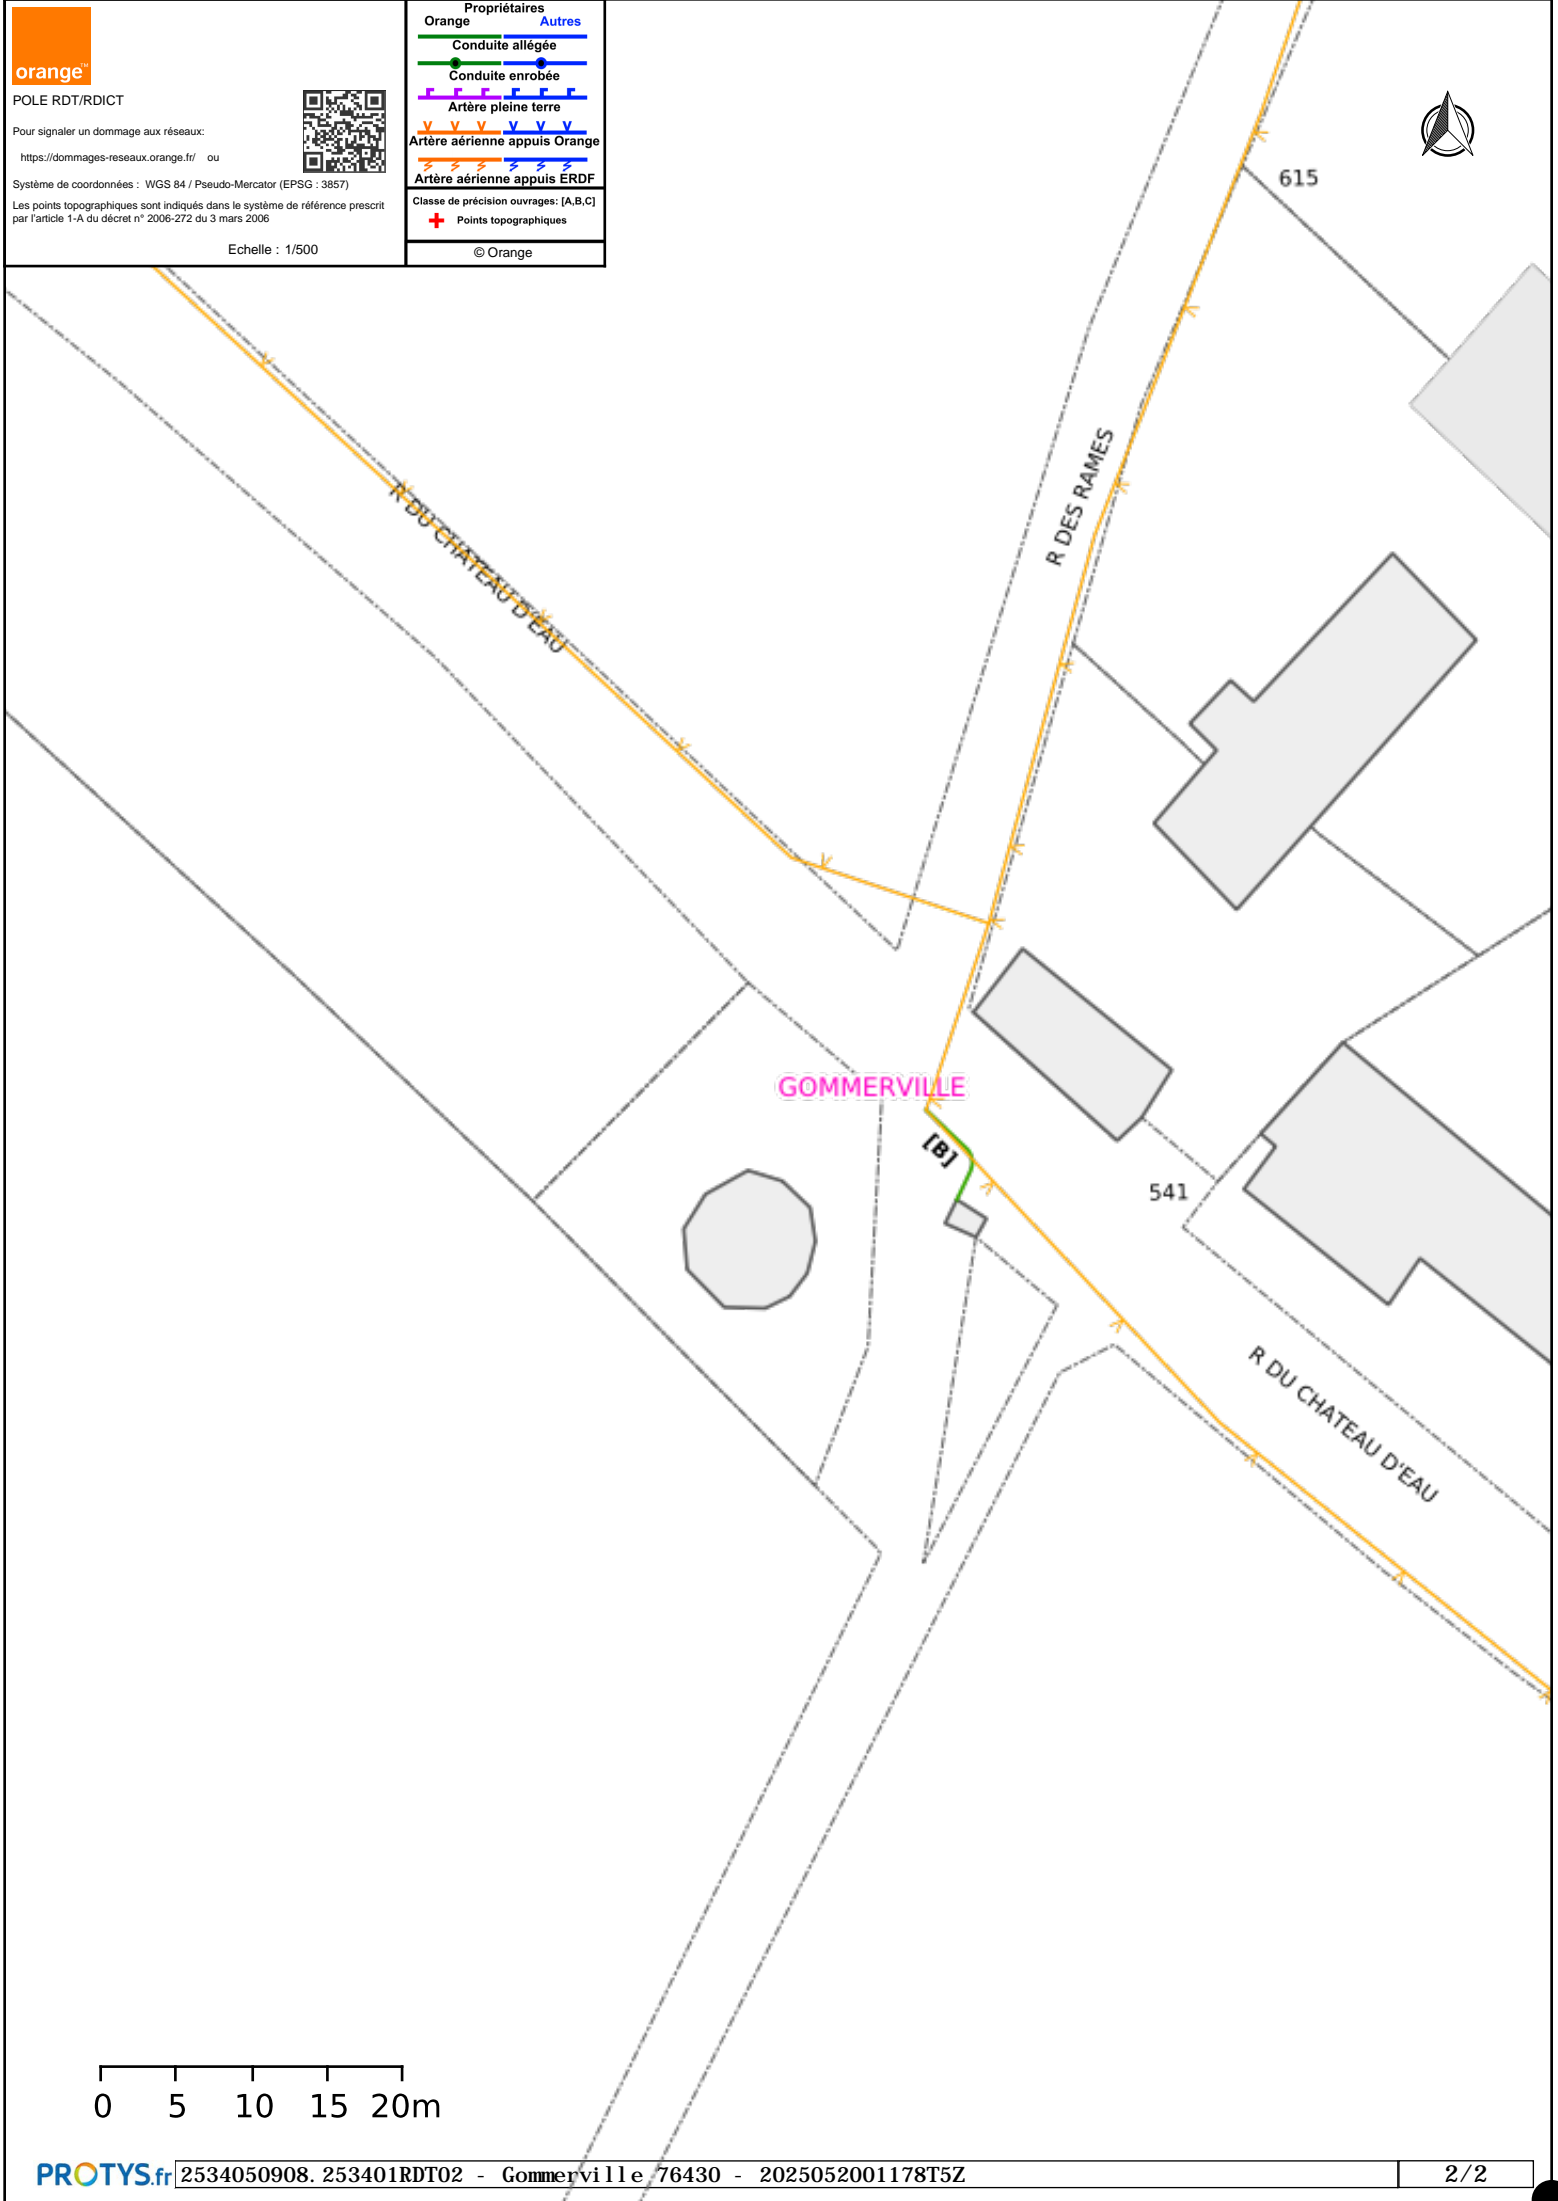 orange™
POLE RDT/RDICT
Pour signaler un dommage aux réseaux:
https://dommages-reseaux.orange.fr/ ou
Système de coordonnées : WGS 84 / Pseudo-Mercator (EPSG : 3857)
Les points topographiques sont indiqués dans le système de référence prescrit
par l'article 1-A du décret n° 2006-272 du 3 mars 2006
Echelle : 1/500
Propriétaires
Orange Autres
Conduite allégée
Conduite enrobée
Artère pleine terre
Artère aérienne appuis Orange
Artère aérienne appuis ERDF
Classe de précision ouvrages: [A,B,C]
Points topographiques
© Orange
615
R DES RAMES
R DU CHATEAU D'EAU
GOMMERVILLE
[B]
541
R DU CHATEAU D'EAU
0 5 10 15 20m
PROTYS.fr 2534050908.253401RDT02 - Gommerville 76430 - 2025052001178T5Z 2/2